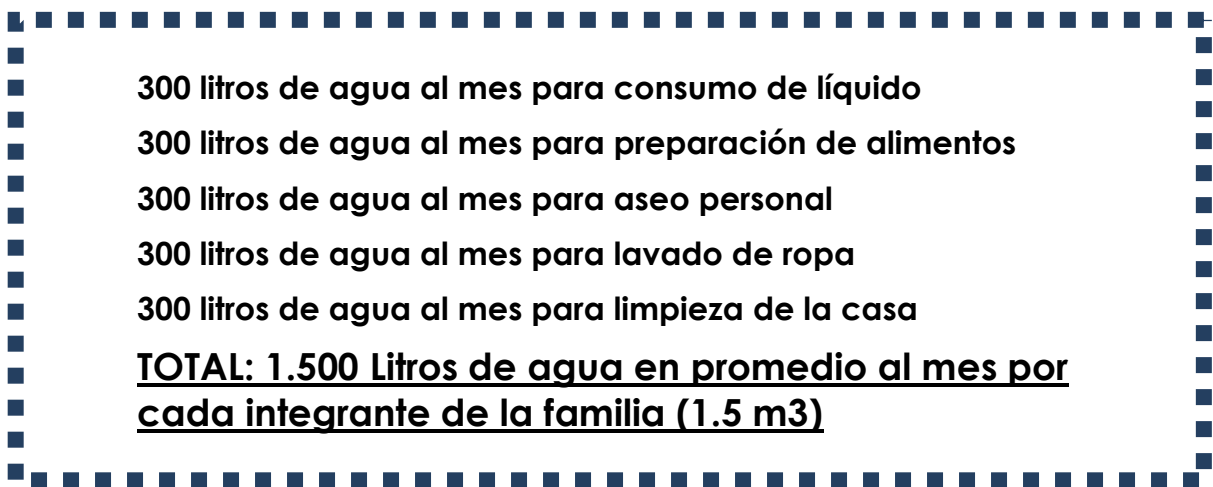 300 litros de agua al mes para consumo de líquido
300 litros de agua al mes para preparación de alimentos
300 litros de agua al mes para aseo personal
300 litros de agua al mes para lavado de ropa
300 litros de agua al mes para limpieza de la casa
TOTAL: 1.500 Litros de agua en promedio al mes por
cada integrante de la familia (1.5 m3)